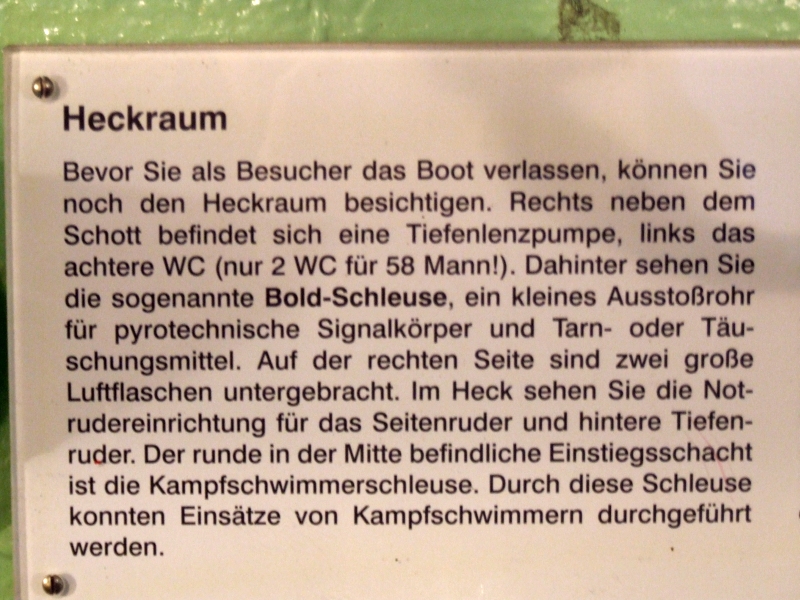 Heckraum
Bevor Sie als Besucher das Boot verlassen, können Sie
noch den Heckraum besichtigen. Rechts neben dem
Schott befindet sich eine Tiefenlenzpumpe, links das
achtere WC (nur 2 WC für 58 Mann!). Dahinter sehen Sie
die sogenannte Bold-Schleuse, ein kleines Ausstoßrohr
für pyrotechnische Signalkörper und Tarn- oder Täu-
schungsmittel. Auf der rechten Seite sind zwei große
Luftflaschen untergebracht. Im Heck sehen Sie die Not-
rudereinrichtung für das Seitenruder und hintere Tiefen-
ruder. Der runde in der Mitte befindliche Einstiegsschacht
ist die Kampfschwimmerschleuse. Durch diese Schleuse
konnten Einsätze von Kampfschwimmern durchgeführt
werden.